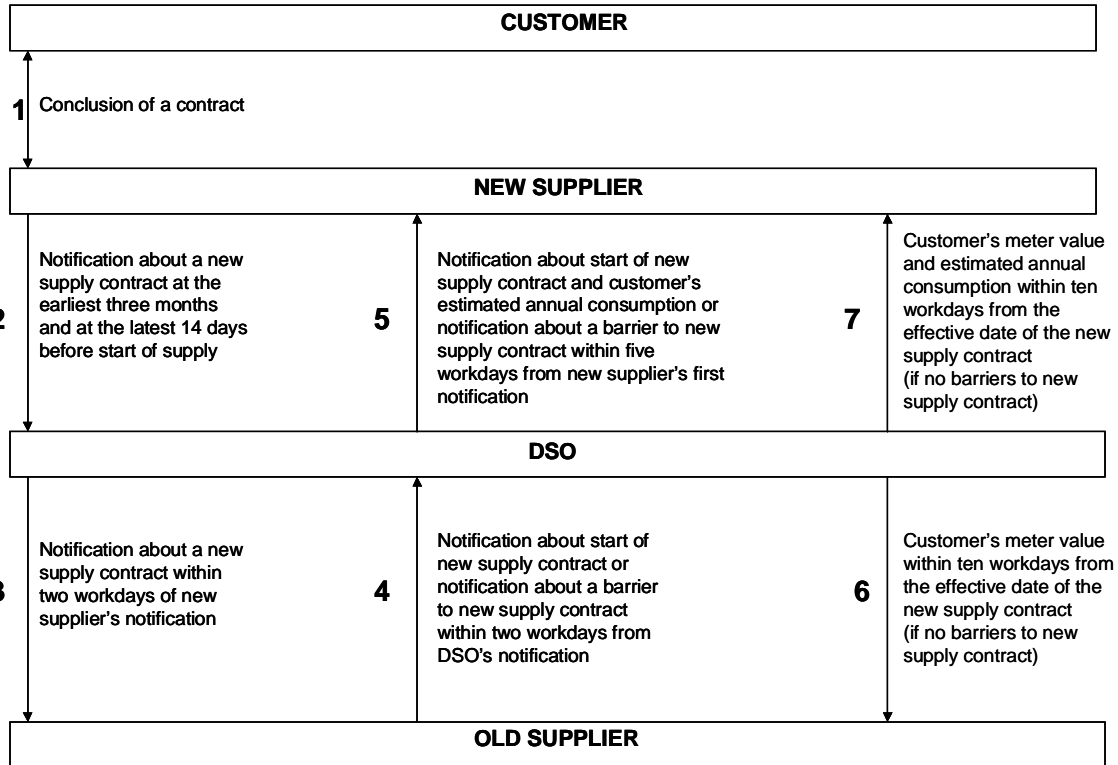 CUSTOMER
1
Conclusion of a contract
NEW SUPPLIER
2
Notification about a new
supply contract at the
earliest three months
and at the latest 14 days
before start of supply
5
Notification about start of new
supply contract and customer's
estimated annual consumption or
notification about a barrier to new
supply contract within five
workdays from new supplier's first
notification
7
Customer's meter value
and estimated annual
consumption within ten
workdays from the
effective date of the new
supply contract
(if no barriers to new
supply contract)
DSO
3
Notification about a new
supply contract within
two workdays of new
supplier's notification
4
Notification about start of
new supply contract or
notification about a barrier
to new supply contract
within two workdays from
DSO's notification
6
Customer's meter value
within ten workdays from
the effective date of the
new supply contract
(if no barriers to new
supply contract)
OLD SUPPLIER